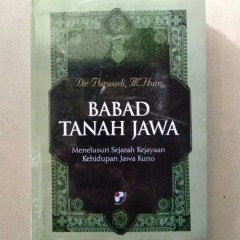 Dr. Purwadi, M.Hum.
BABAD
TANAH JAWA
Menelusuri Sejarah Kejayaan
Kehidupan Jawa Kuno